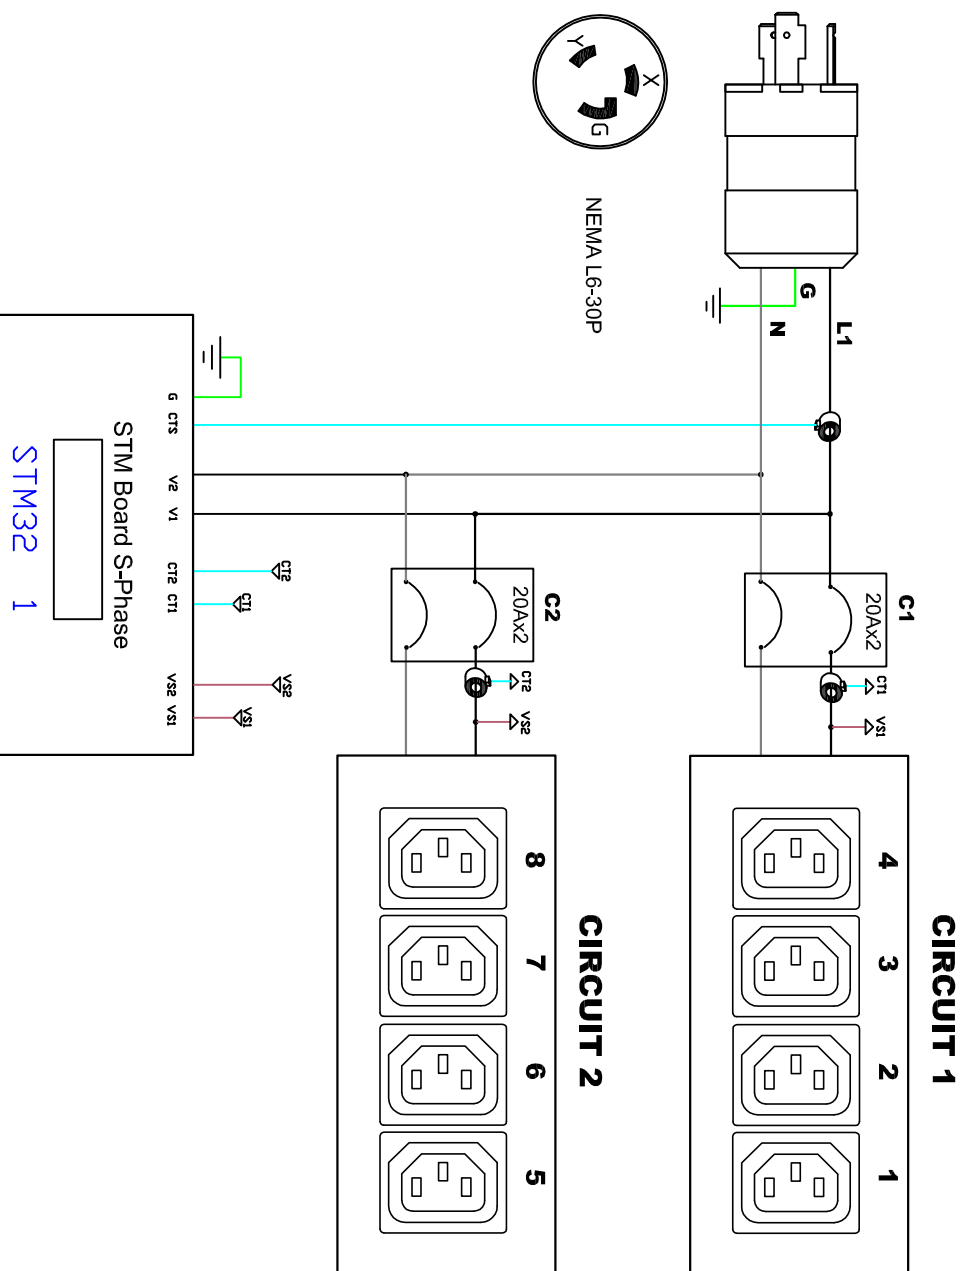 CIRCUIT 1
4
3
2
1
C1
20Ax2
CT1
VS1
L1
G
N
X
Y
G
NEMA L6-30P
CIRCUIT 2
8
7
6
5
C2
20Ax2
CT2
VS2
G
CTS
V2
V1
CT2
CT1
VS2
VS1
CT2
CT1
VS2
VS1
STM Board S-Phase
STM32 1